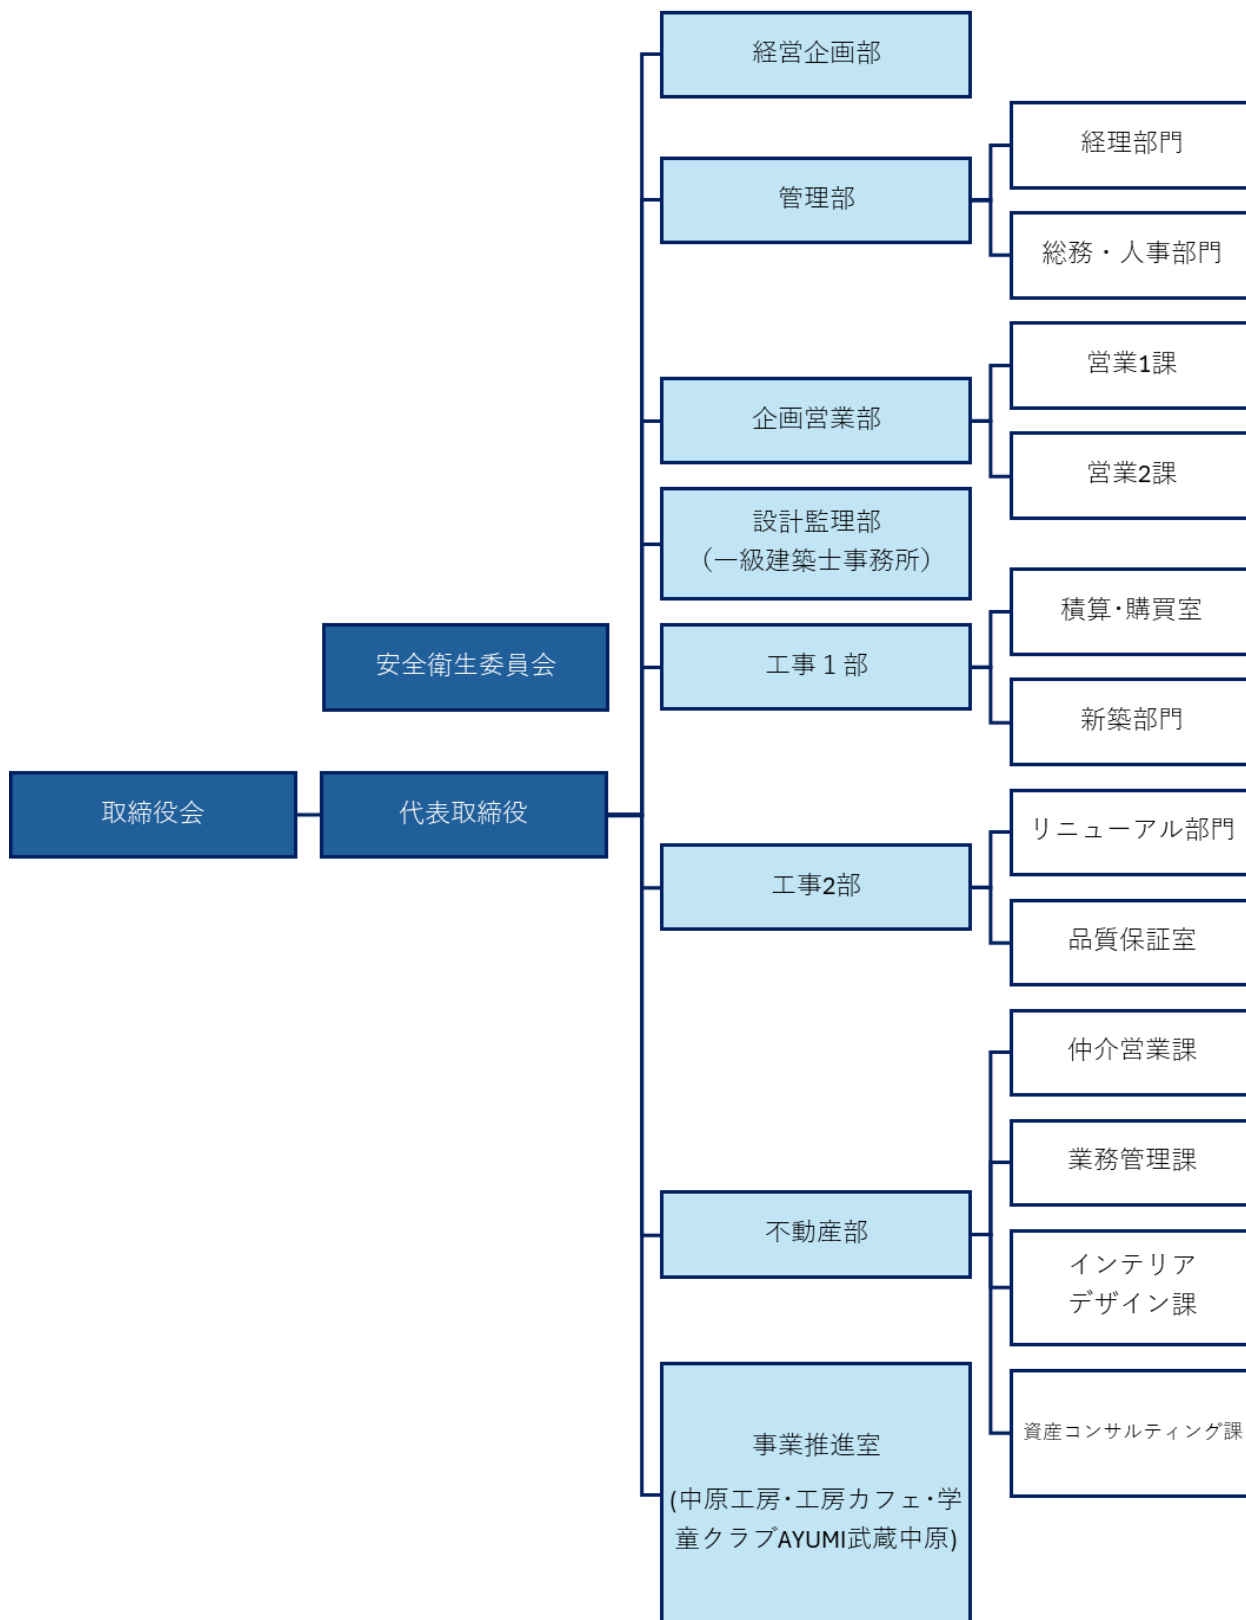 経営企画部
経理部門
管理部
総務・人事部門
営業1課
企画営業部
営業2課
設計監理部
（一級建築士事務所）
積算･購買室
安全衛生委員会
工事１部
新築部門
取締役会
代表取締役
リニューアル部門
工事2部
品質保証室
仲介営業課
業務管理課
不動産部
インテリア
デザイン課
資産コンサルティング課
事業推進室
(中原工房･工房カフェ･学
童クラブAYUMI武蔵中原)